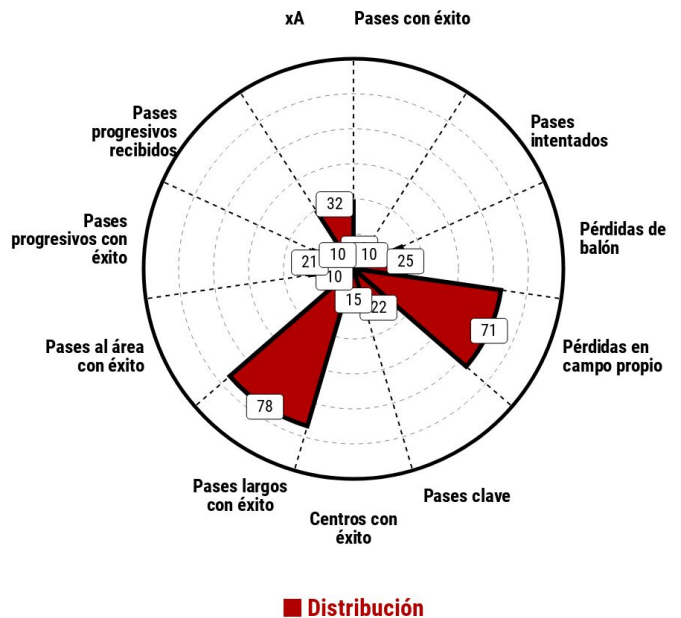 xA
Pases con éxito
Pases
progresivos
recibidos
Pases
intentados
Pases
progresivos con
éxito
Pérdidas de
balón
32
10
10
25
21
10
15
22
71
78
Pases al área
con éxito
Pérdidas en
campo propio
Pases largos
con éxito
Pases clave
Centros con
éxito
Distribución